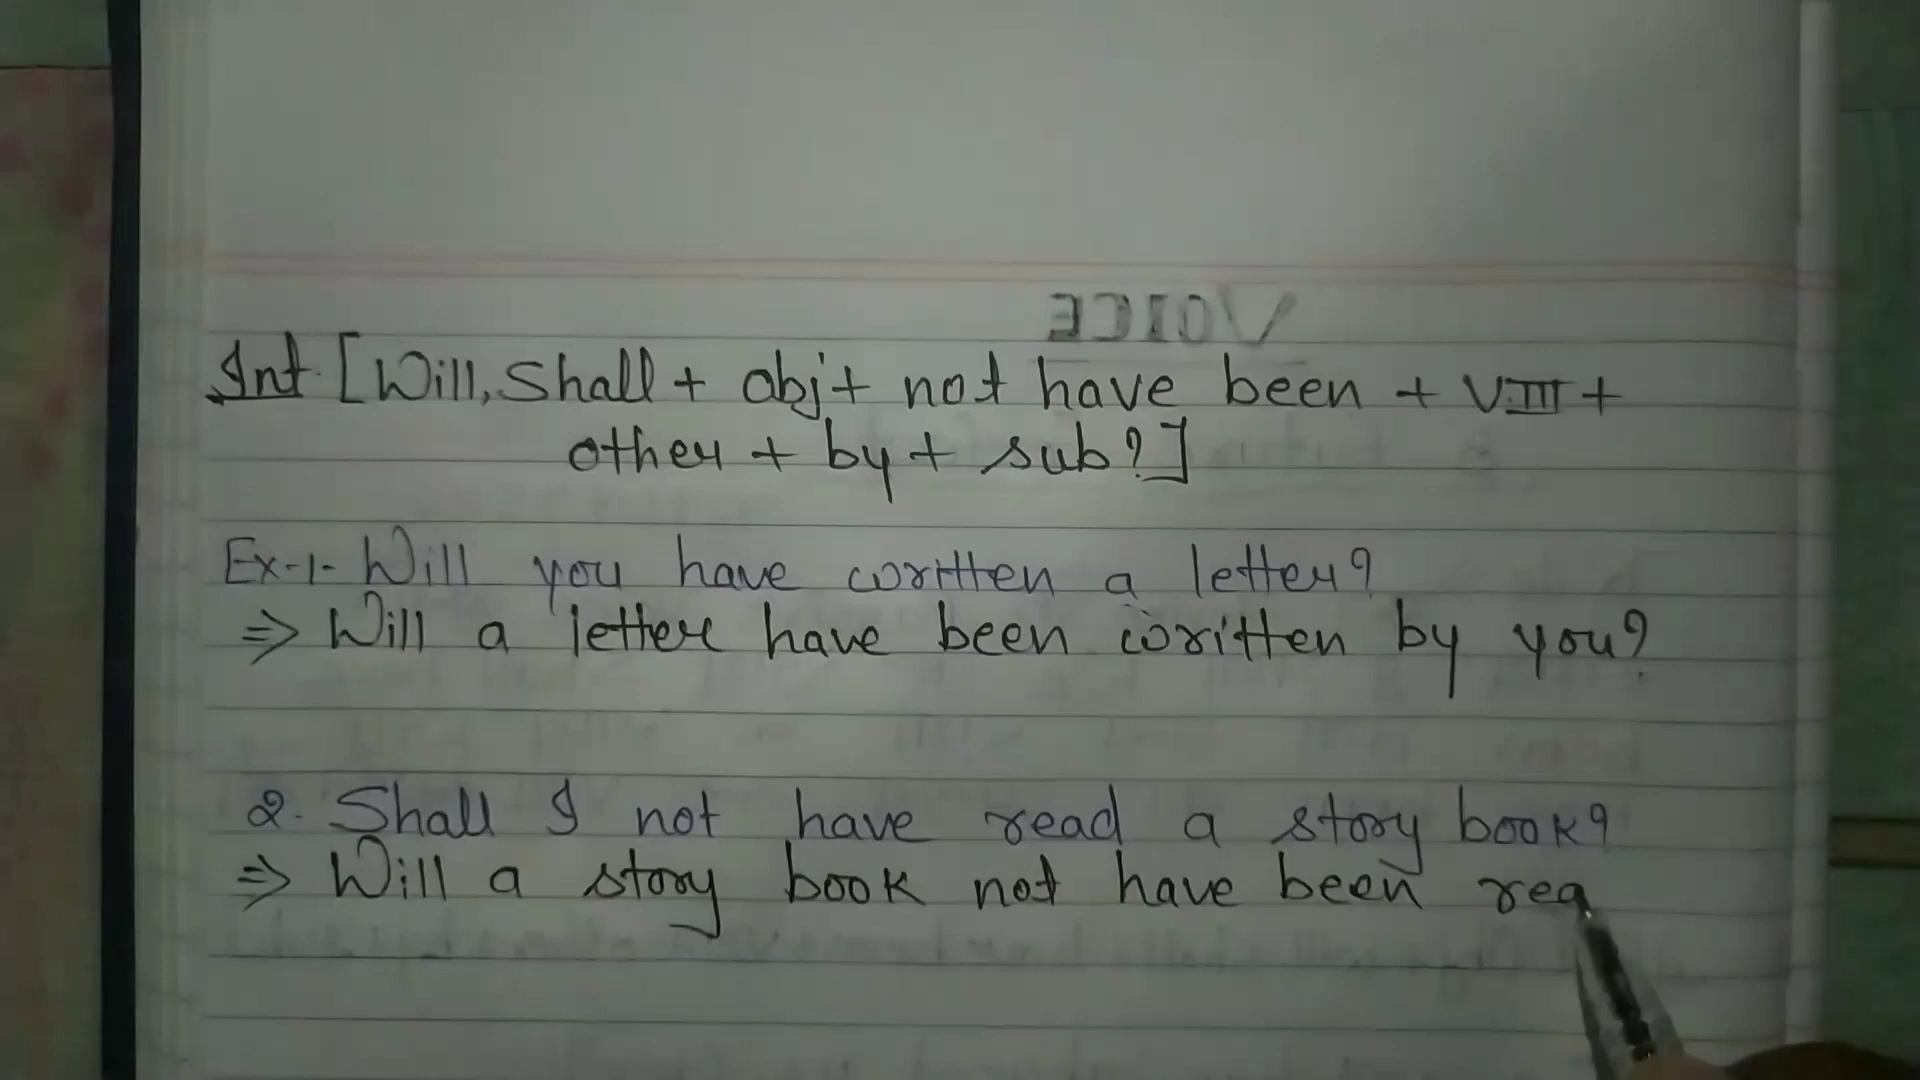 VOICE
Int. [Will, Shall + obj + not have been + VIII +
other + by + sub?]
Ex-1- Will you have written a letter?
⇒ Will a letter have been written by you?
2. Shall I not have read a story book?
⇒ Will a story book not have been rea